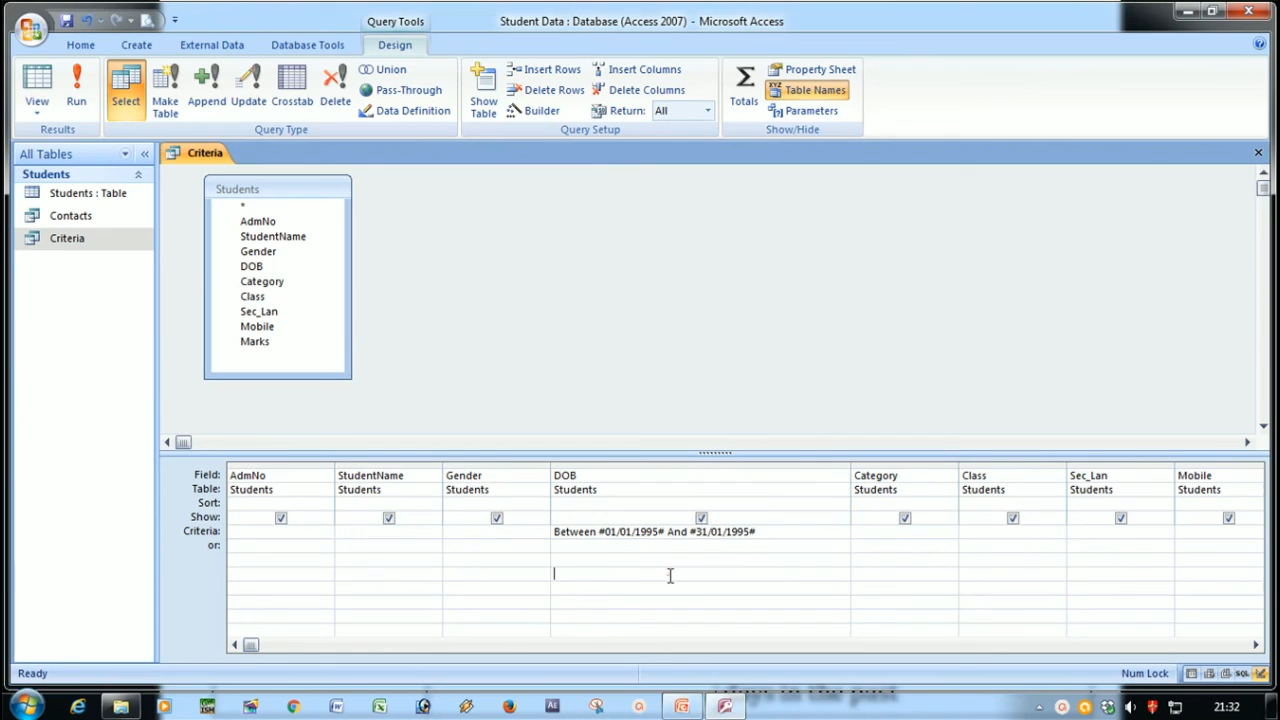 Query Tools
Student Data : Database (Access 2007) - Microsoft Access
Home
Create
External Data
Database Tools
Design
View
Run
Results
Select
Make Table
Append
Update
Crosstab
Delete
Union
Pass-Through
Data Definition
Query Type
Show Table
Insert Rows
Delete Rows
Builder
Insert Columns
Delete Columns
Return: All
Query Setup
Totals
Property Sheet
Table Names
Parameters
Show/Hide
All Tables
Students
Students : Table
Contacts
Criteria
Criteria
Students
*
AdmNo
StudentName
Gender
DOB
Category
Class
Sec_Lan
Mobile
Marks
Field: AdmNo StudentName Gender DOB Category Class Sec_Lan Mobile
Table: Students Students Students Students Students Students Students Students
Sort:
Show:
Criteria: Between #01/01/1995# And #31/01/1995#
or:
Ready
Num Lock
SQL
21:32